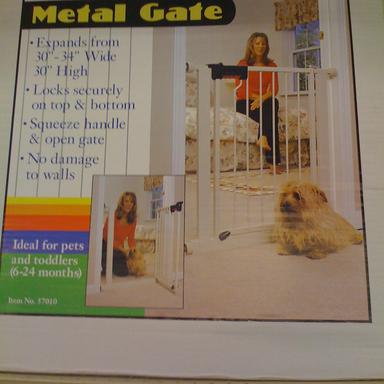 Metal Gate
• Expands from
30"-34" Wide
30" High
• Locks securely
on top & bottom
• Squeeze handle
& open gate
• No damage
to walls
Ideal for pets
and toddlers
(6-24 months)
Item No. 57010